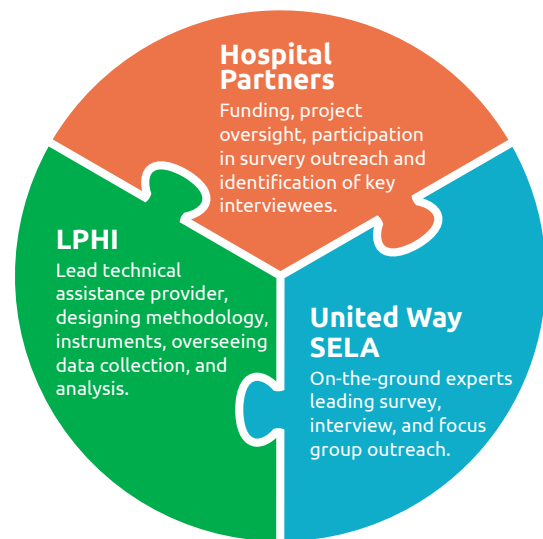 Hospital
Partners
Funding, project
oversight, participation
in survery outreach and
identification of key
interviewees.
LPHI
Lead technical
assistance provider,
designing methodology,
instruments, overseeing
data collection, and
analysis.
United Way
SELA
On-the-ground experts
leading survey,
interview, and focus
group outreach.